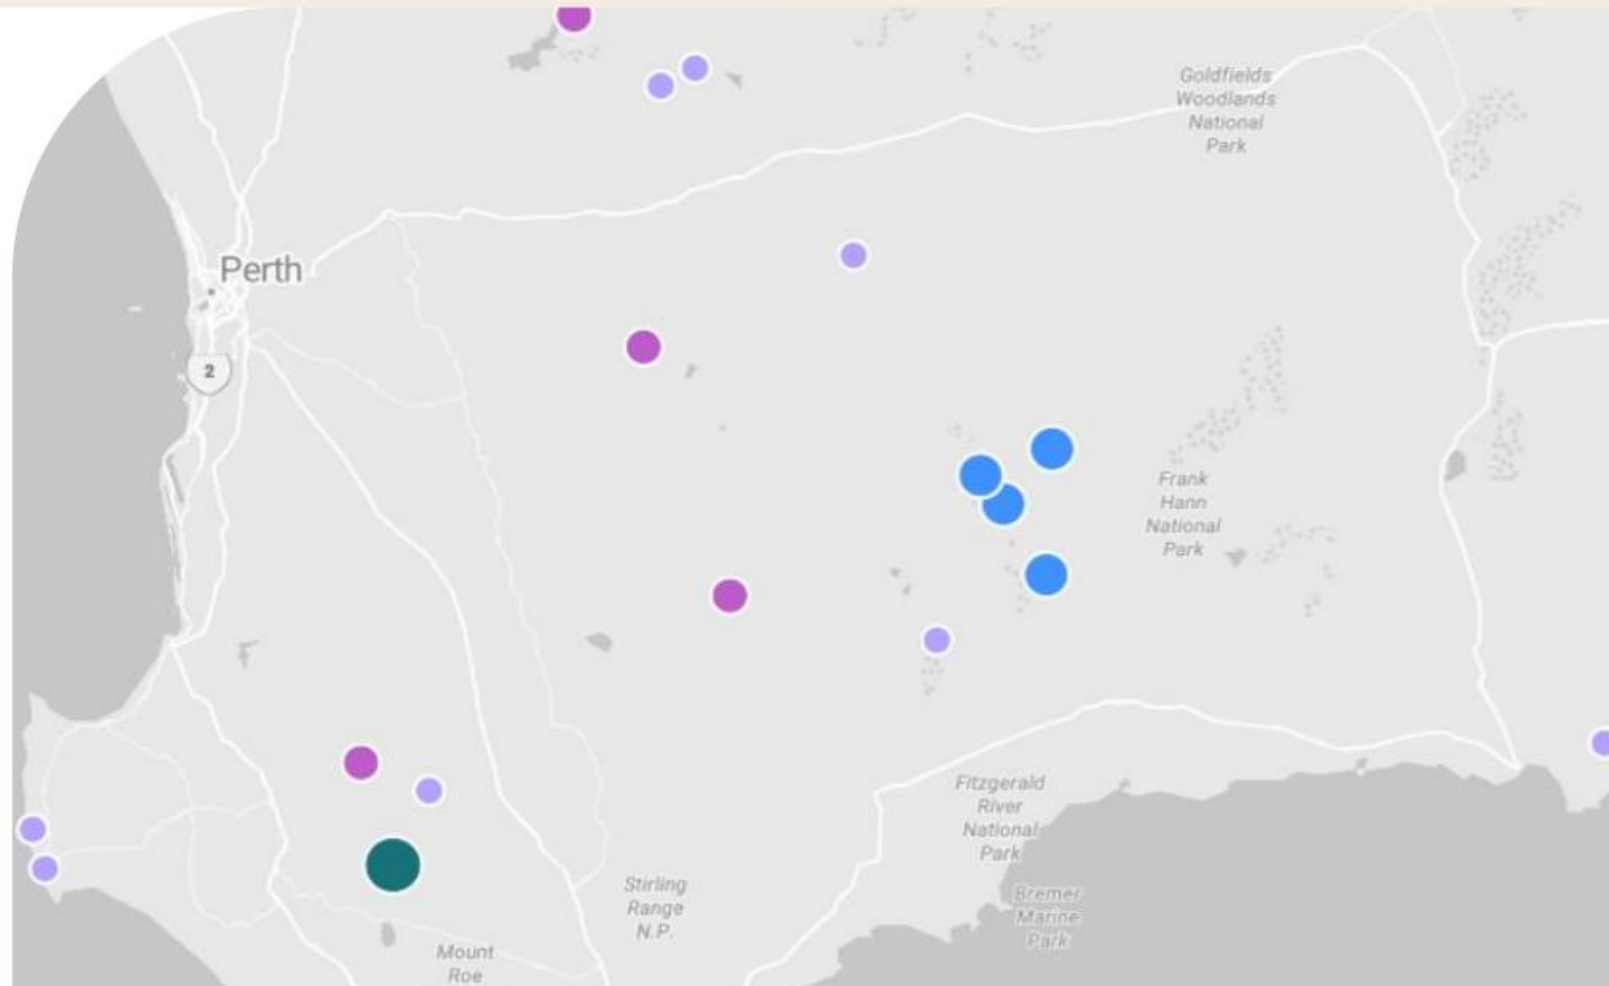 Goldfields
Woodlands
National
Park
Perth
2
Frank
Hann
National
Park
Fitzgerald
River
National
Park
Stirling
Range
N.P.
Bremer
Marine
Park
Mount
Roe